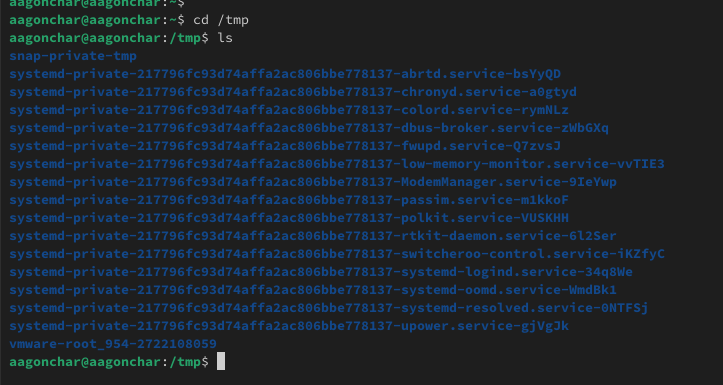 aagonchar@aagonchar:~$
aagonchar@aagonchar:~$ cd /tmp
aagonchar@aagonchar:/tmp$ ls
snap-private-tmp
systemd-private-217796fc93d74affa2ac806bbe778137-abrtd.service-bsYyQD
systemd-private-217796fc93d74affa2ac806bbe778137-chronyd.service-a0gtyd
systemd-private-217796fc93d74affa2ac806bbe778137-colord.service-rymNLz
systemd-private-217796fc93d74affa2ac806bbe778137-dbus-broker.service-zWbGXq
systemd-private-217796fc93d74affa2ac806bbe778137-fwupd.service-Q7zvsJ
systemd-private-217796fc93d74affa2ac806bbe778137-low-memory-monitor.service-vvTIE3
systemd-private-217796fc93d74affa2ac806bbe778137-ModemManager.service-9IeYwp
systemd-private-217796fc93d74affa2ac806bbe778137-passim.service-m1kkoF
systemd-private-217796fc93d74affa2ac806bbe778137-polkit.service-VUSKHH
systemd-private-217796fc93d74affa2ac806bbe778137-rtkit-daemon.service-6l2Ser
systemd-private-217796fc93d74affa2ac806bbe778137-switcheroo-control.service-iKZfyC
systemd-private-217796fc93d74affa2ac806bbe778137-systemd-logind.service-34q8We
systemd-private-217796fc93d74affa2ac806bbe778137-systemd-oomd.service-WmdBk1
systemd-private-217796fc93d74affa2ac806bbe778137-systemd-resolved.service-0NTFSj
systemd-private-217796fc93d74affa2ac806bbe778137-upower.service-gjVgJk
vmware-root_954-2722108059
aagonchar@aagonchar:/tmp$